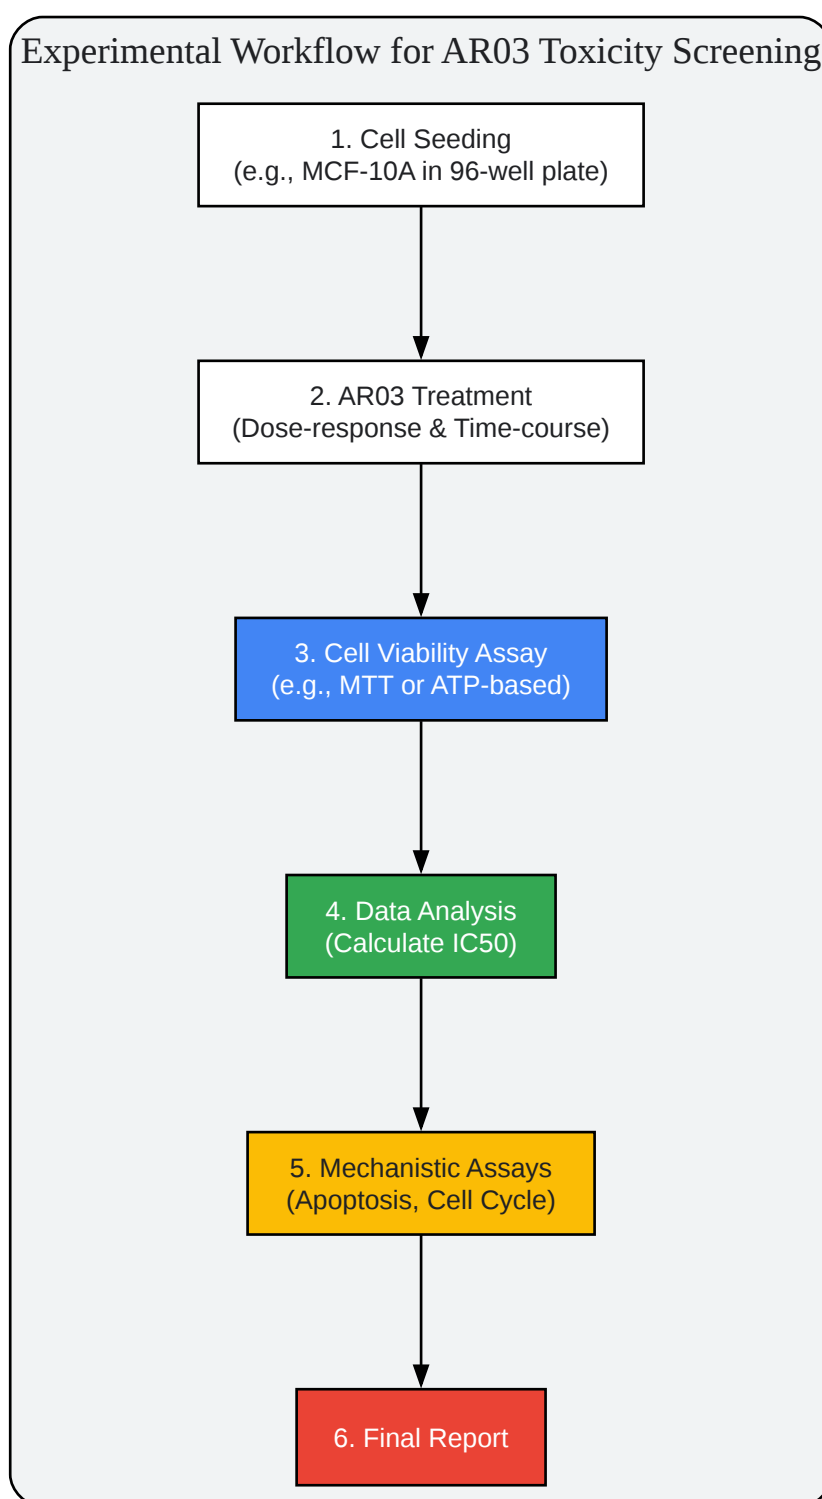 Experimental Workflow for AR03 Toxicity Screening
1. Cell Seeding
(e.g., MCF-10A in 96-well plate)
2. AR03 Treatment
(Dose-response & Time-course)
3. Cell Viability Assay
(e.g., MTT or ATP-based)
4. Data Analysis
(Calculate IC50)
5. Mechanistic Assays
(Apoptosis, Cell Cycle)
6. Final Report